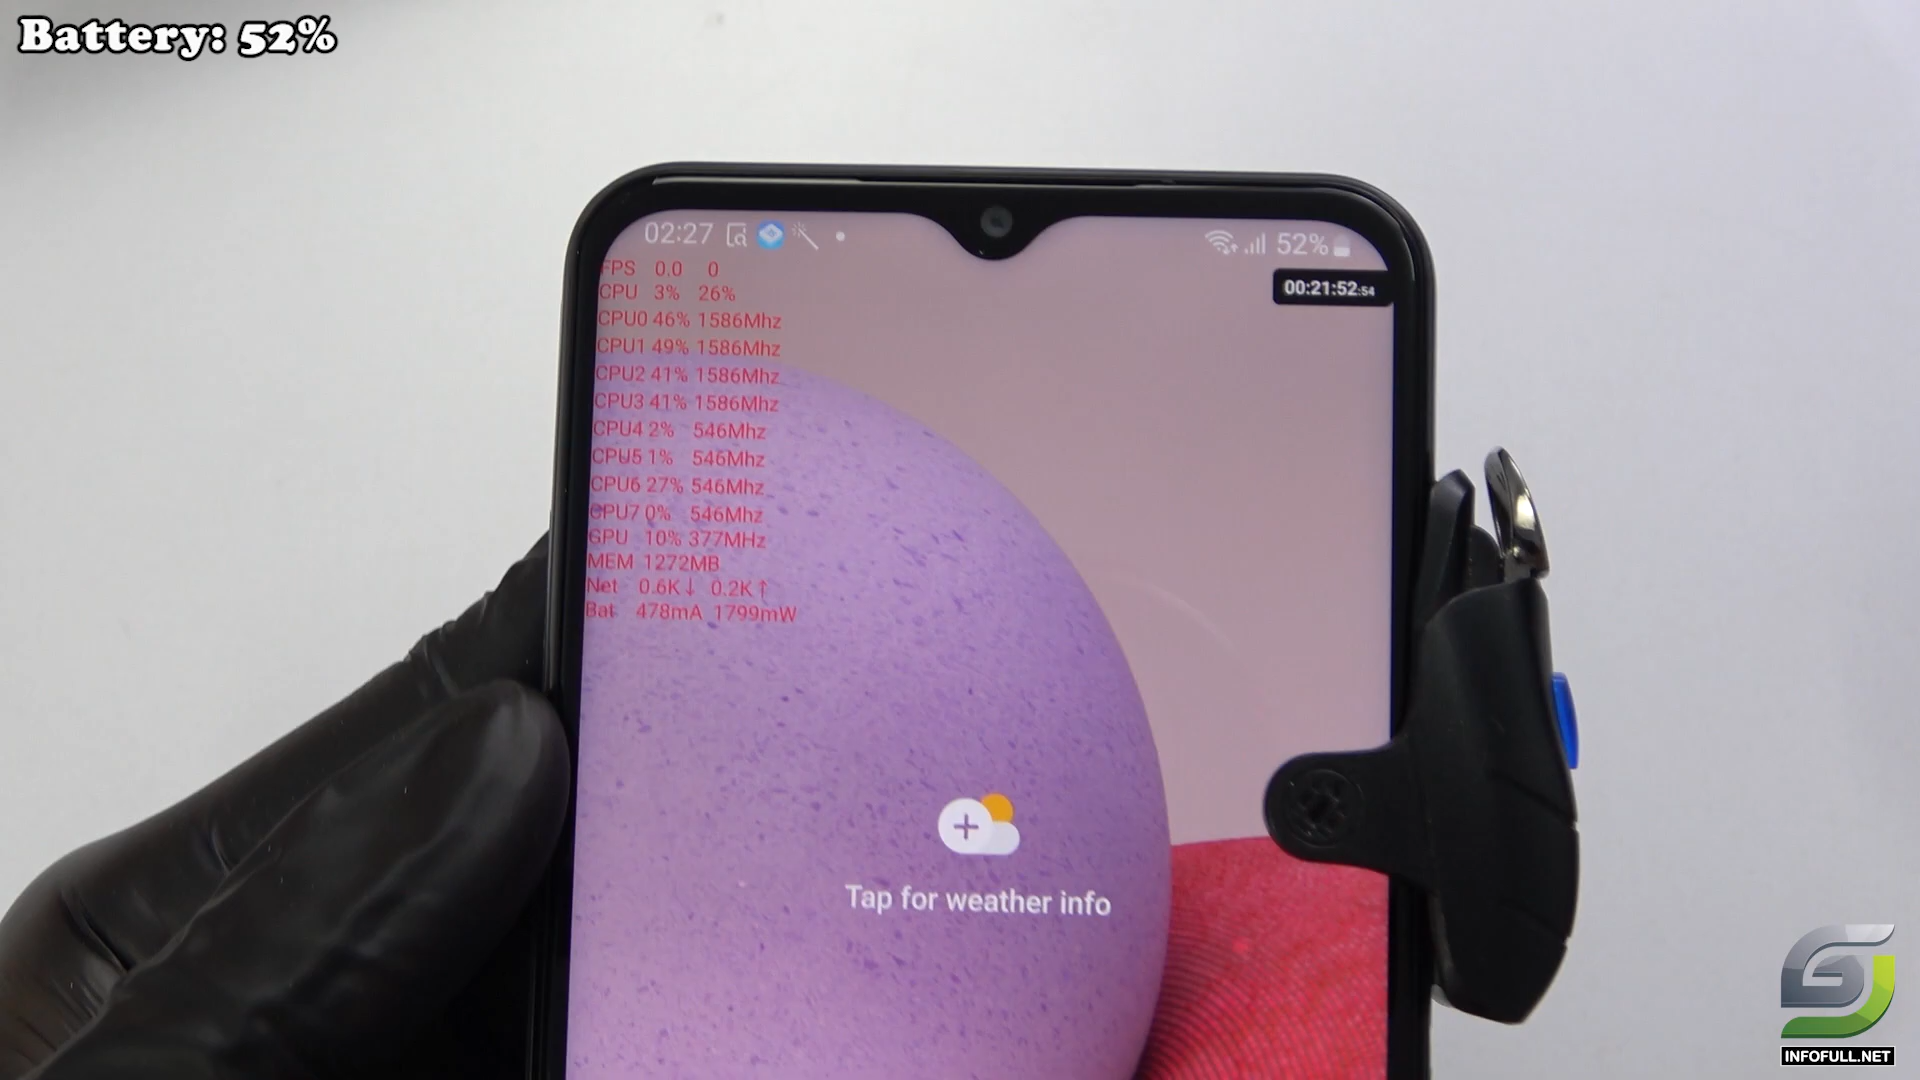 Battery: 52%
02:27
52%
00:21:52:54
FPS 0.0 0
CPU 3% 26%
CPU0 46% 1586Mhz
CPU1 49% 1586Mhz
CPU2 41% 1586Mhz
CPU3 41% 1586Mhz
CPU4 2% 546Mhz
CPU5 1% 546Mhz
CPU6 27% 546Mhz
CPU7 0% 546Mhz
GPU 10% 377MHz
MEM 1272MB
Net 0.6K↓ 0.2K↑
Bat 478mA 1799mW
Tap for weather info
INFOFULL.NET